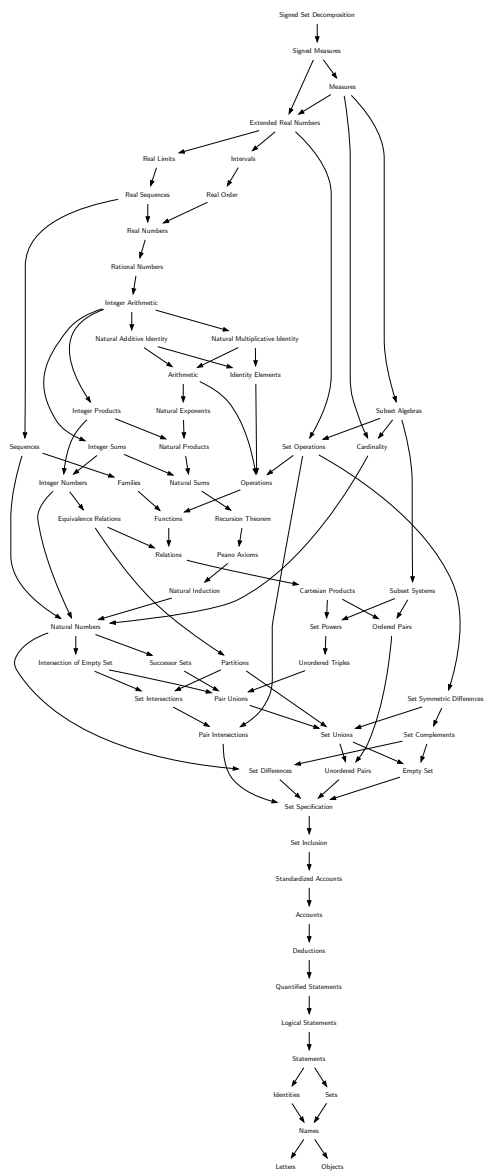 Signed Set Decomposition
Signed Measures
Measures
Extended Real Numbers
Real Limits
Intervals
Real Sequences
Real Order
Real Numbers
Rational Numbers
Integer Arithmetic
Natural Additive Identity
Natural Multiplicative Identity
Arithmetic
Identity Elements
Integer Products
Natural Exponents
Subset Algebras
Sequences
Integer Sums
Natural Products
Set Operations
Cardinality
Integer Numbers
Families
Natural Sums
Operations
Equivalence Relations
Functions
Recursion Theorem
Relations
Peano Axioms
Natural Induction
Cartesian Products
Subset Systems
Natural Numbers
Set Powers
Ordered Pairs
Intersection of Empty Set
Successor Sets
Partitions
Unordered Triples
Set Intersections
Pair Unions
Set Symmetric Differences
Pair Intersections
Set Unions
Set Complements
Set Differences
Unordered Pairs
Empty Set
Set Specification
Set Inclusion
Standardized Accounts
Accounts
Deductions
Quantified Statements
Logical Statements
Statements
Identities
Sets
Names
Letters
Objects